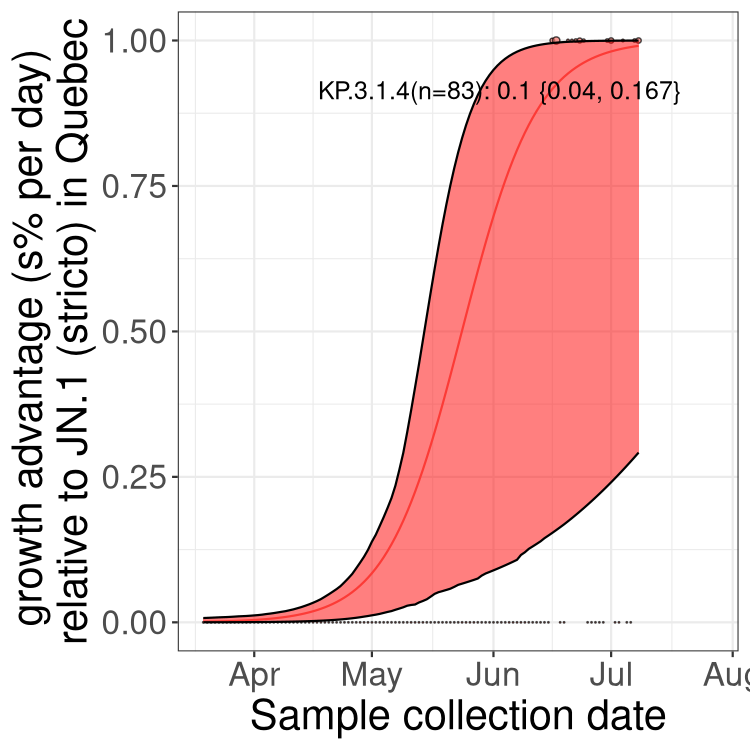 growth advantage (s% per day)
relative to JN.1 (stricto) in Quebec
1.00
0.75
0.50
0.25
0.00
KP.3.1.4(n=83): 0.1 {0.04, 0.167}
Apr May Jun Jul Aug
Sample collection date